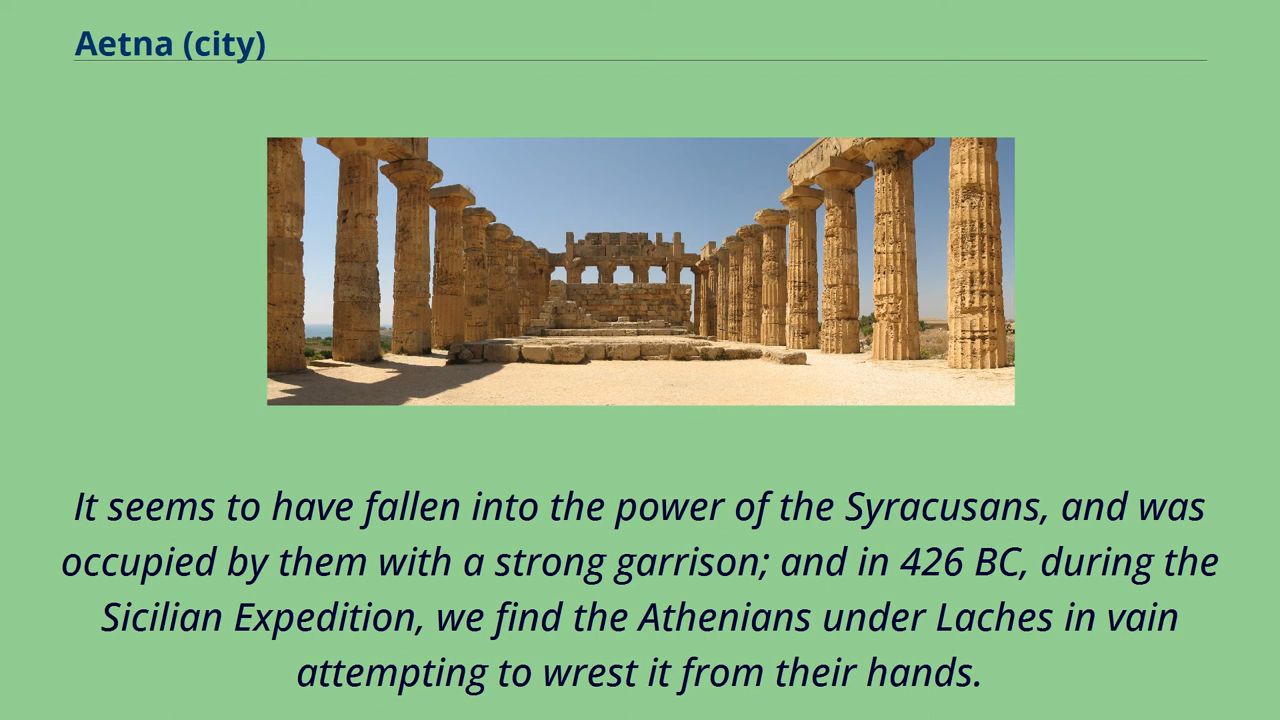 Aetna (city)
It seems to have fallen into the power of the Syracusans, and was
occupied by them with a strong garrison; and in 426 BC, during the
Sicilian Expedition, we find the Athenians under Laches in vain
attempting to wrest it from their hands.